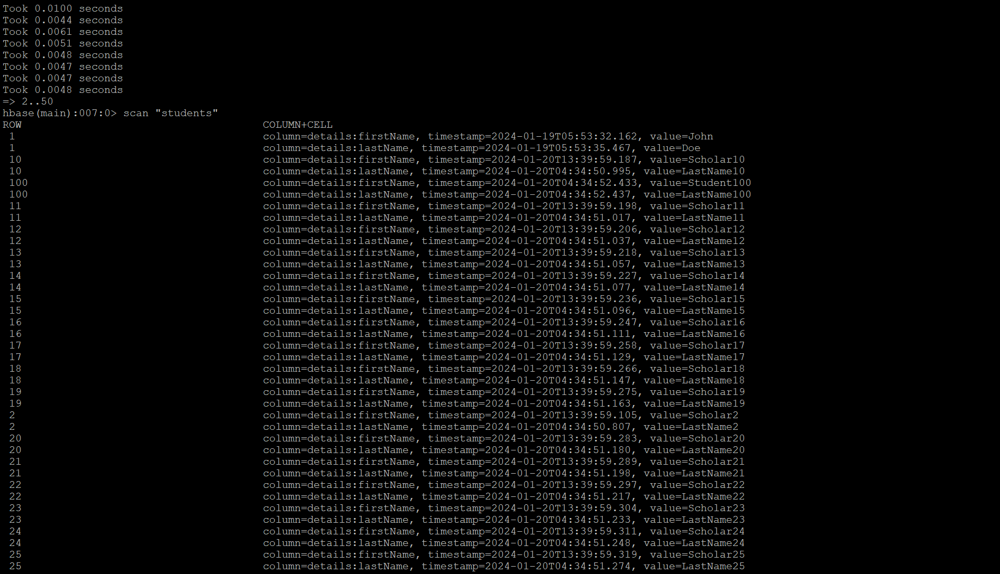 Took 0.0100 seconds
Took 0.0044 seconds
Took 0.0061 seconds
Took 0.0051 seconds
Took 0.0048 seconds
Took 0.0047 seconds
Took 0.0047 seconds
Took 0.0048 seconds
=> 2..50
hbase(main):007:0> scan "students"
ROW COLUMN+CELL
1 column=details:firstName, timestamp=2024-01-19T05:53:32.162, value=John
1 column=details:lastName, timestamp=2024-01-19T05:53:35.467, value=Doe
10 column=details:firstName, timestamp=2024-01-20T13:39:59.187, value=Scholar10
10 column=details:lastName, timestamp=2024-01-20T04:34:50.995, value=LastName10
100 column=details:firstName, timestamp=2024-01-20T04:34:52.433, value=Student100
100 column=details:lastName, timestamp=2024-01-20T04:34:52.437, value=LastName100
11 column=details:firstName, timestamp=2024-01-20T13:39:59.198, value=Scholar11
11 column=details:lastName, timestamp=2024-01-20T04:34:51.017, value=LastName11
12 column=details:firstName, timestamp=2024-01-20T13:39:59.206, value=Scholar12
12 column=details:lastName, timestamp=2024-01-20T04:34:51.037, value=LastName12
13 column=details:firstName, timestamp=2024-01-20T13:39:59.218, value=Scholar13
13 column=details:lastName, timestamp=2024-01-20T04:34:51.057, value=LastName13
14 column=details:firstName, timestamp=2024-01-20T13:39:59.227, value=Scholar14
14 column=details:lastName, timestamp=2024-01-20T04:34:51.077, value=LastName14
15 column=details:firstName, timestamp=2024-01-20T13:39:59.236, value=Scholar15
15 column=details:lastName, timestamp=2024-01-20T04:34:51.096, value=LastName15
16 column=details:firstName, timestamp=2024-01-20T13:39:59.247, value=Scholar16
16 column=details:lastName, timestamp=2024-01-20T04:34:51.111, value=LastName16
17 column=details:firstName, timestamp=2024-01-20T13:39:59.258, value=Scholar17
17 column=details:lastName, timestamp=2024-01-20T04:34:51.129, value=LastName17
18 column=details:firstName, timestamp=2024-01-20T13:39:59.266, value=Scholar18
18 column=details:lastName, timestamp=2024-01-20T04:34:51.147, value=LastName18
19 column=details:firstName, timestamp=2024-01-20T13:39:59.275, value=Scholar19
19 column=details:lastName, timestamp=2024-01-20T04:34:51.163, value=LastName19
2 column=details:firstName, timestamp=2024-01-20T13:39:59.105, value=Scholar2
2 column=details:lastName, timestamp=2024-01-20T04:34:50.807, value=LastName2
20 column=details:firstName, timestamp=2024-01-20T13:39:59.283, value=Scholar20
20 column=details:lastName, timestamp=2024-01-20T04:34:51.180, value=LastName20
21 column=details:firstName, timestamp=2024-01-20T13:39:59.289, value=Scholar21
21 column=details:lastName, timestamp=2024-01-20T04:34:51.198, value=LastName21
22 column=details:firstName, timestamp=2024-01-20T13:39:59.297, value=Scholar22
22 column=details:lastName, timestamp=2024-01-20T04:34:51.217, value=LastName22
23 column=details:firstName, timestamp=2024-01-20T13:39:59.304, value=Scholar23
23 column=details:lastName, timestamp=2024-01-20T04:34:51.233, value=LastName23
24 column=details:firstName, timestamp=2024-01-20T13:39:59.311, value=Scholar24
24 column=details:lastName, timestamp=2024-01-20T04:34:51.248, value=LastName24
25 column=details:firstName, timestamp=2024-01-20T13:39:59.319, value=Scholar25
25 column=details:lastName, timestamp=2024-01-20T04:34:51.274, value=LastName25